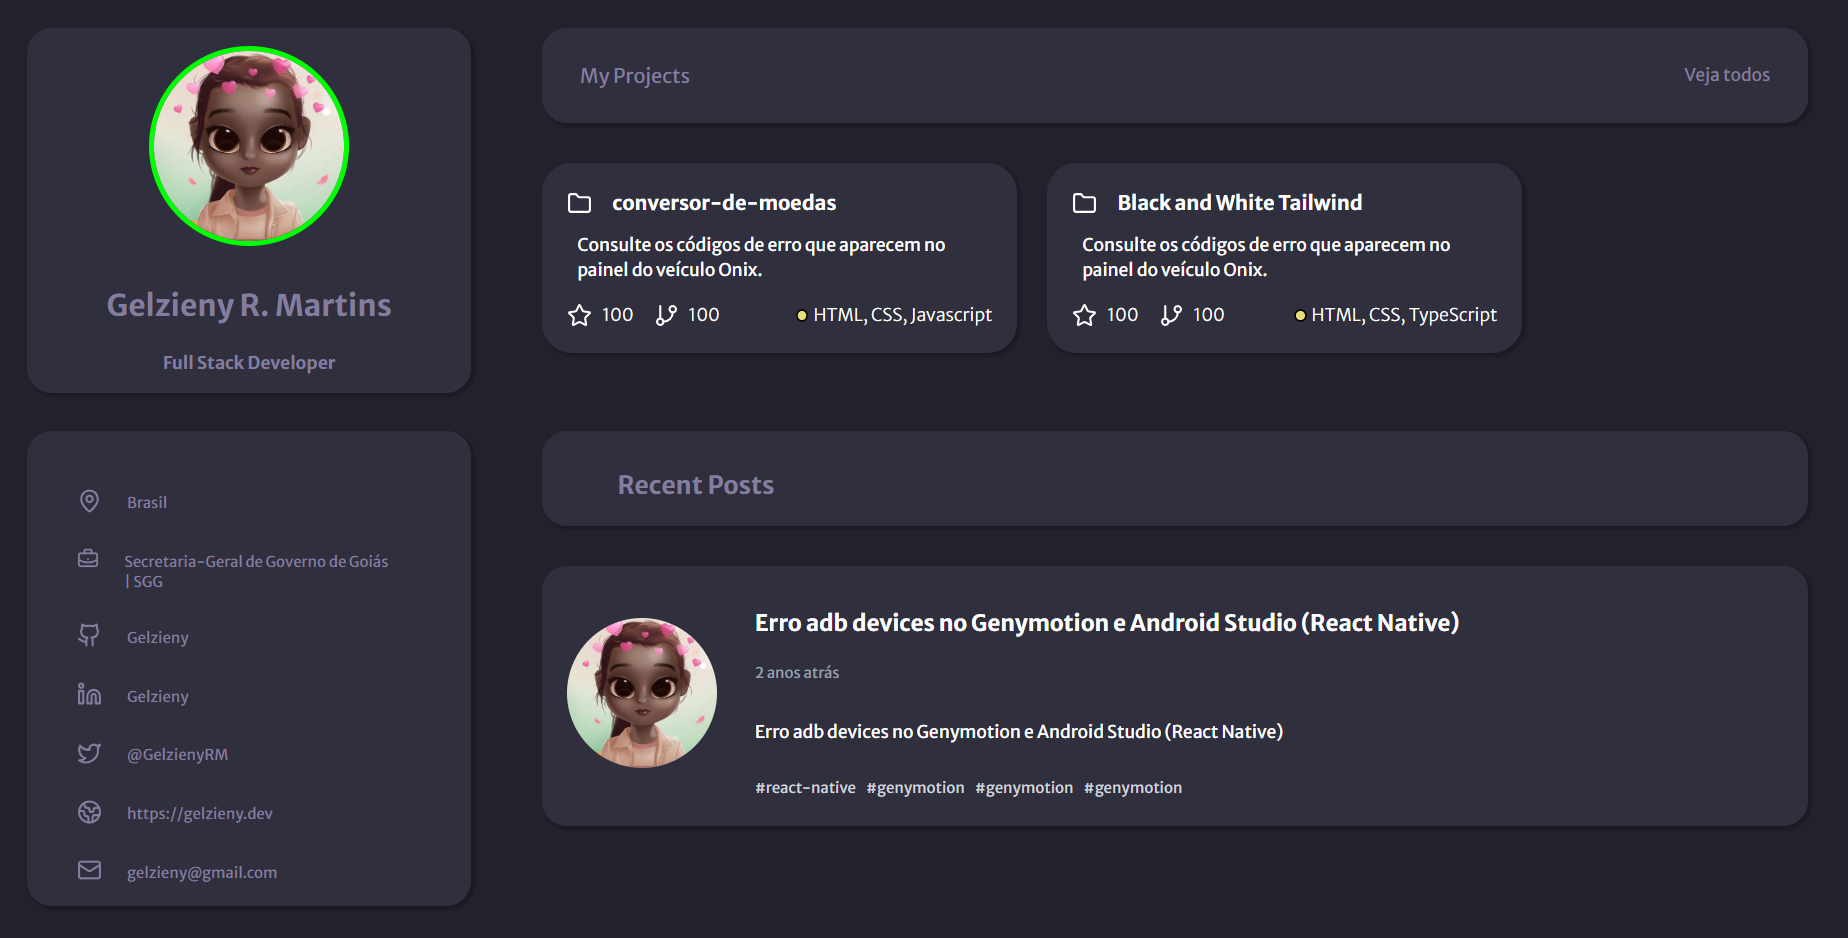 Gelzieny R. Martins
Full Stack Developer
Brasil
Secretaria-Geral de Governo de Goiás
| SGG
Gelzieny
Gelzieny
@GelzienyRM
https://gelzieny.dev
gelzieny@gmail.com
My Projects
Veja todos
conversor-de-moedas
Consulte os códigos de erro que aparecem no
painel do veículo Onix.
100 100 HTML, CSS, Javascript
Black and White Tailwind
Consulte os códigos de erro que aparecem no
painel do veículo Onix.
100 100 HTML, CSS, TypeScript
Recent Posts
Erro adb devices no Genymotion e Android Studio (React Native)
2 anos atrás
Erro adb devices no Genymotion e Android Studio (React Native)
#react-native #genymotion #genymotion #genymotion